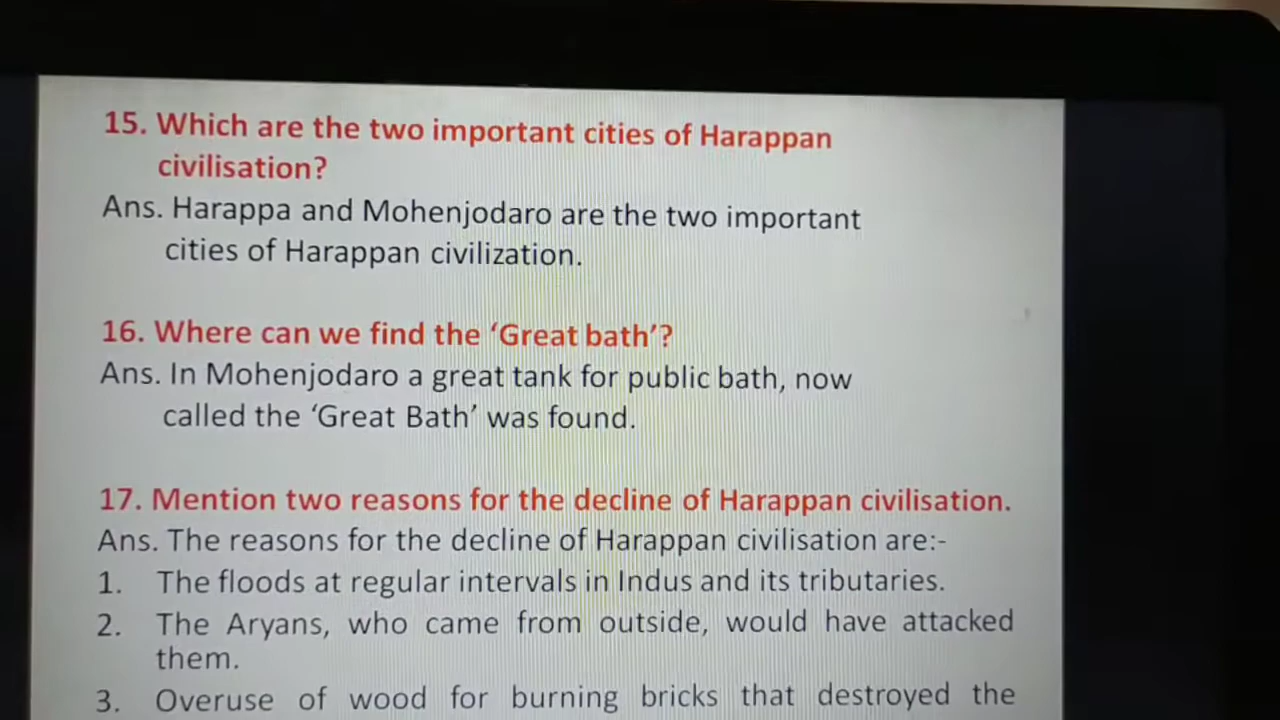 15. Which are the two important cities of Harappan
civilisation?
Ans. Harappa and Mohenjodaro are the two important
cities of Harappan civilization.
16. Where can we find the ‘Great bath’?
Ans. In Mohenjodaro a great tank for public bath, now
called the ‘Great Bath’ was found.
17. Mention two reasons for the decline of Harappan civilisation.
Ans. The reasons for the decline of Harappan civilisation are:-
1. The floods at regular intervals in Indus and its tributaries.
2. The Aryans, who came from outside, would have attacked
them.
3. Overuse of wood for burning bricks that destroyed the